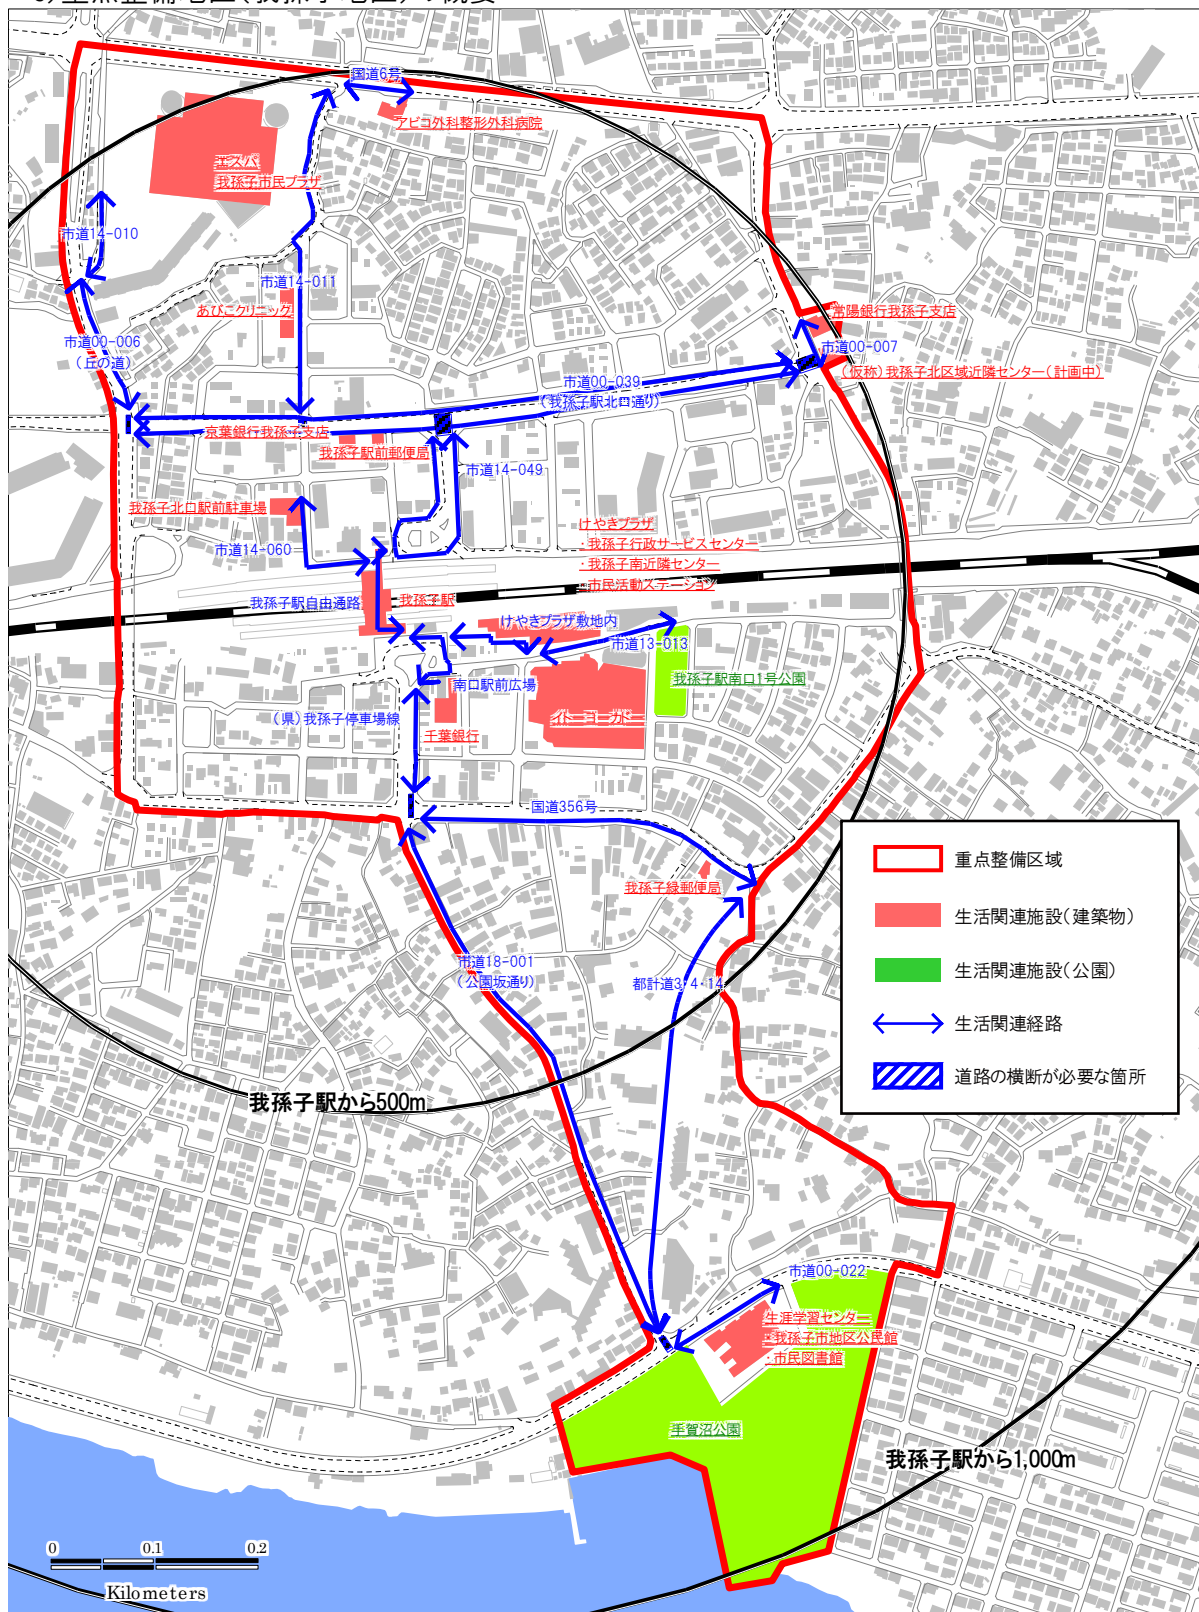 国道6号
アビコ外科整形外科病院
エスパ
我孫子市民プラザ
市道14-010
市道14-011
あびこクリニック
市道00-006
（丘の道）
常陽銀行我孫子支店
市道00-007
（仮称）我孫子北区域近隣センター（計画中）
市道00-039
（我孫子駅北口通り）
京葉銀行我孫子支店
我孫子駅前郵便局
市道14-049
我孫子北口駅前駐車場
市道14-060
けやきプラザ
・我孫子行政サービスセンター
・我孫子南近隣センター
・市民活動ステーション
我孫子駅自由通路
我孫子駅
けやきプラザ敷地内
市道13-013
我孫子駅南口1号公園
南口駅前広場
（県）我孫子停車場線
イトーヨーカドー
千葉銀行
国道356号
我孫子緑郵便局
市道18-001
（公園坂通り）
都計道3・4・14
重点整備区域
生活関連施設（建築物）
生活関連施設（公園）
生活関連経路
道路の横断が必要な箇所
我孫子駅から500m
市道00-022
生涯学習センター
・我孫子市地区公民館
・市民図書館
手賀沼公園
我孫子駅から1,000m
0 0.1 0.2
Kilometers